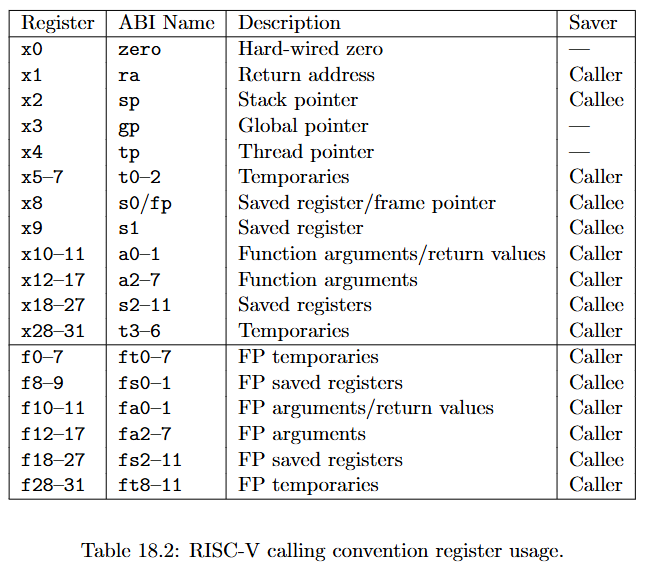 Register ABI Name Description Saver
x0 zero Hard-wired zero —
x1 ra Return address Caller
x2 sp Stack pointer Callee
x3 gp Global pointer —
x4 tp Thread pointer —
x5–7 t0–2 Temporaries Caller
x8 s0/fp Saved register/frame pointer Callee
x9 s1 Saved register Callee
x10–11 a0–1 Function arguments/return values Caller
x12–17 a2–7 Function arguments Caller
x18–27 s2–11 Saved registers Callee
x28–31 t3–6 Temporaries Caller
f0–7 ft0–7 FP temporaries Caller
f8–9 fs0–1 FP saved registers Callee
f10–11 fa0–1 FP arguments/return values Caller
f12–17 fa2–7 FP arguments Caller
f18–27 fs2–11 FP saved registers Callee
f28–31 ft8–11 FP temporaries Caller
Table 18.2: RISC-V calling convention register usage.